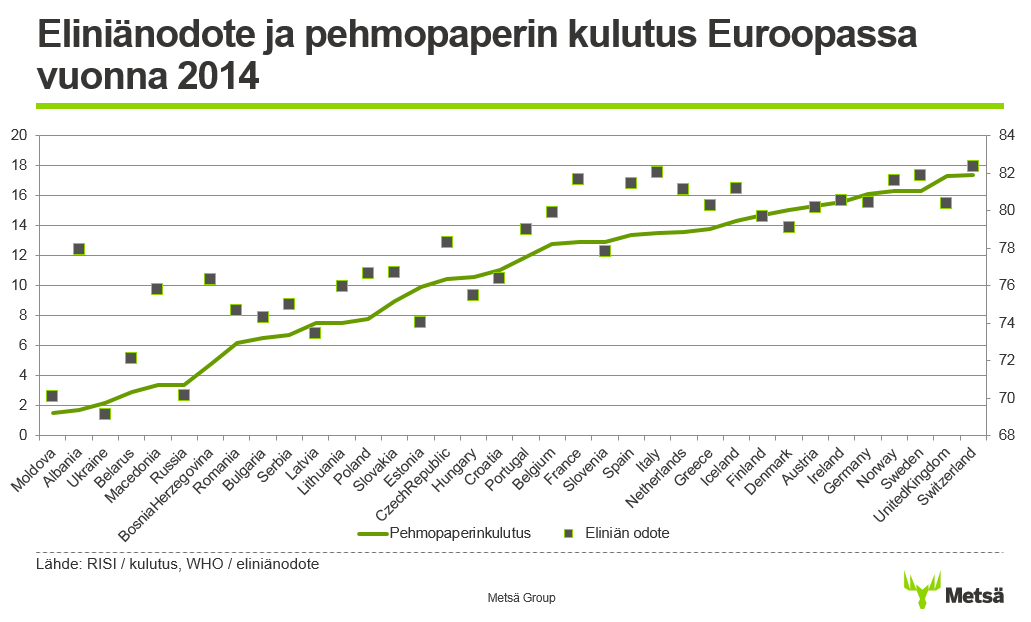 Eliniänodote ja pehmopaperin kulutus Euroopassa
vuonna 2014
20
18
16
14
12
10
8
6
4
2
0
84
82
80
78
76
74
72
70
68
Moldova
Albania
Ukraine
Belarus
Macedonia
Russia
BosniaHerzegovina
Romania
Bulgaria
Serbia
Latvia
Lithuania
Poland
Slovakia
Estonia
CzechRepublic
Hungary
Croatia
Portugal
Belgium
France
Slovenia
Spain
Italy
Netherlands
Greece
Iceland
Finland
Denmark
Austria
Ireland
Germany
Norway
Sweden
UnitedKingdom
Switzerland
Pehmopaperinkulutus
Eliniän odote
Lähde: RISI / kulutus, WHO / eliniänodote
Metsä Group
Metsä